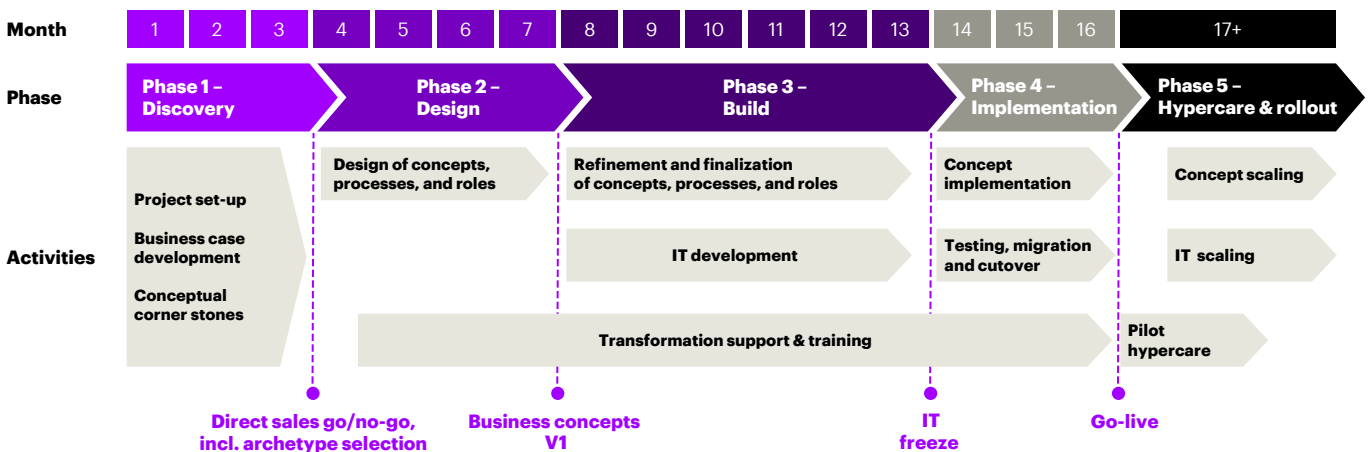 Month
1 2 3 4 5 6 7 8 9 10 11 12 13 14 15 16 17+
Phase
Phase 1 –
Discovery
Phase 2 –
Design
Phase 3 –
Build
Phase 4 –
Implementation
Phase 5 –
Hypercare & rollout
Activities
Project set-up
Business case
development
Conceptual
corner stones
Design of concepts,
processes, and roles
Refinement and finalization
of concepts, processes, and roles
Concept
implementation
Concept scaling
IT development
Testing, migration
and cutover
IT scaling
Transformation support & training
Pilot
hypercare
Direct sales go/no-go,
incl. archetype selection
Business concepts
V1
IT
freeze
Go-live